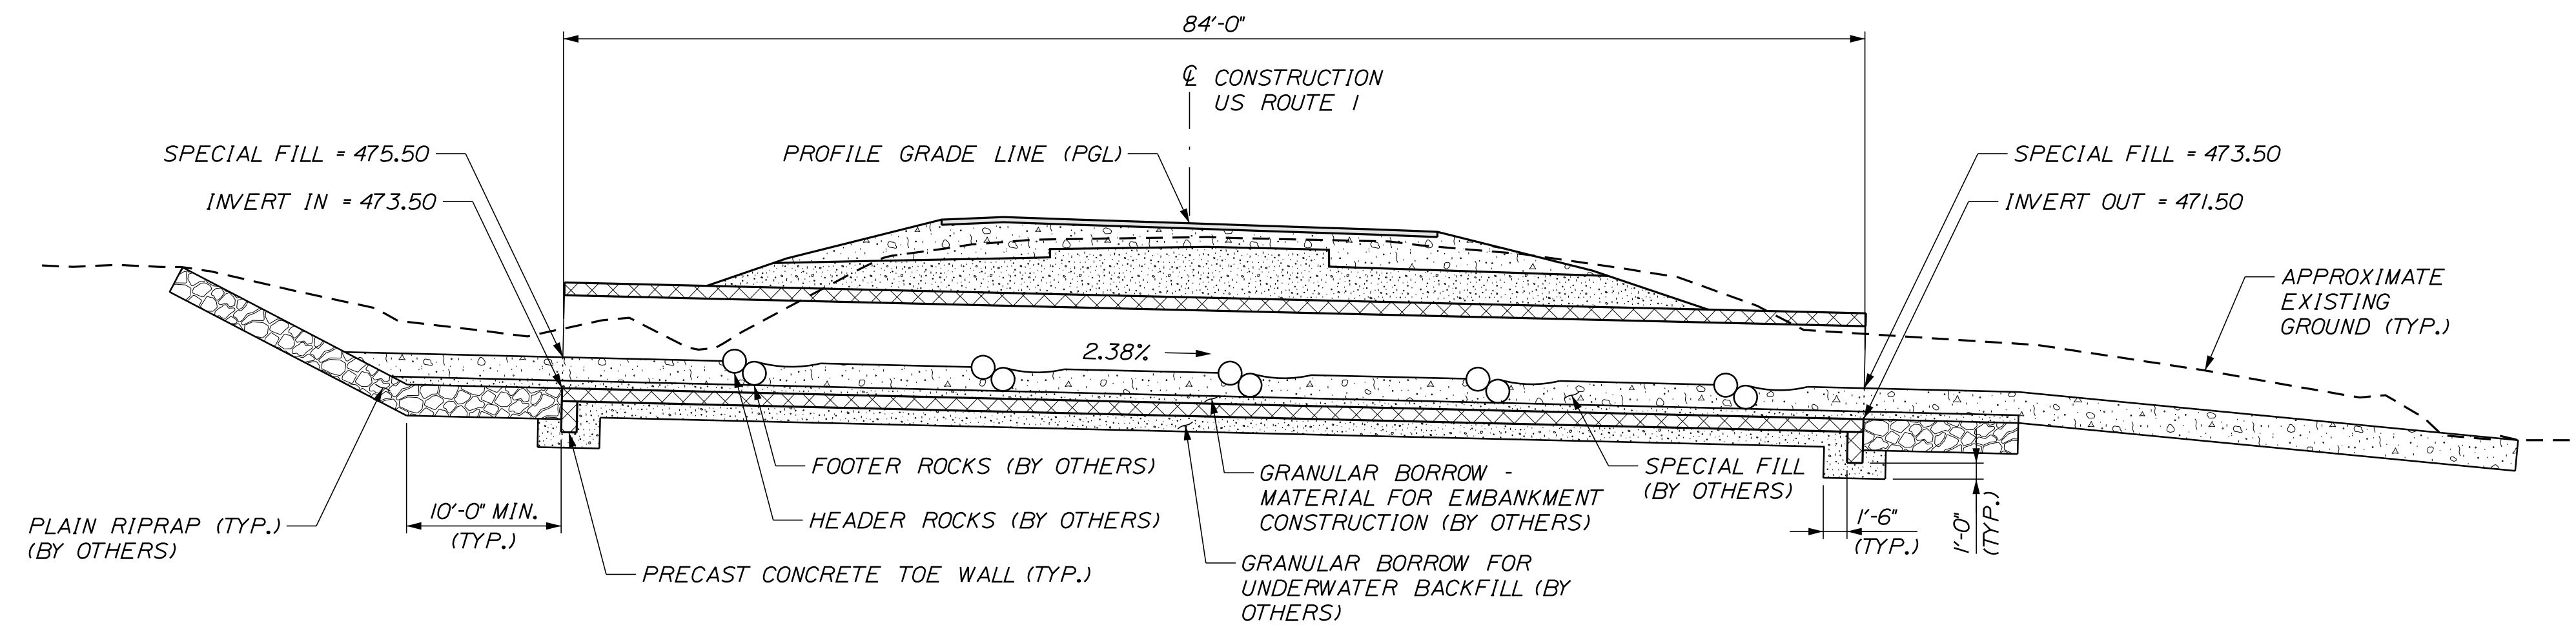 84'-0"
℄ CONSTRUCTION
US ROUTE 1
SPECIAL FILL = 475.50
INVERT IN = 473.50
PROFILE GRADE LINE (PGL)
SPECIAL FILL = 473.50
INVERT OUT = 471.50
APPROXIMATE
EXISTING
GROUND (TYP.)
2.38%
PLAIN RIPRAP (TYP.)
(BY OTHERS)
10'-0" MIN.
(TYP.)
FOOTER ROCKS (BY OTHERS)
HEADER ROCKS (BY OTHERS)
PRECAST CONCRETE TOE WALL (TYP.)
GRANULAR BORROW -
MATERIAL FOR EMBANKMENT
CONSTRUCTION (BY OTHERS)
GRANULAR BORROW FOR
UNDERWATER BACKFILL (BY
OTHERS)
SPECIAL FILL
(BY OTHERS)
1'-6"
(TYP.)
1'-0"
(TYP.)